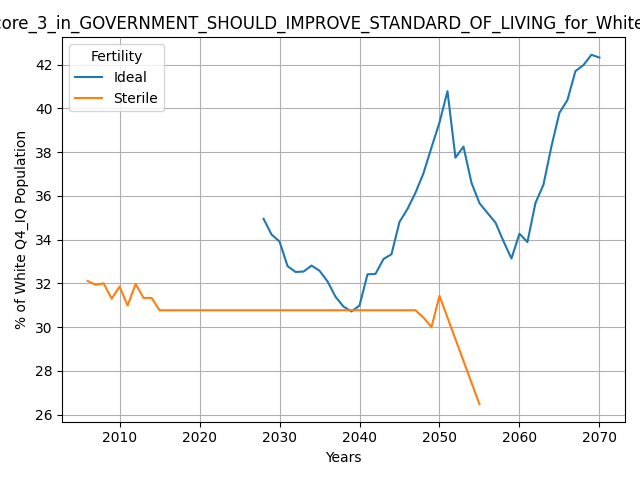 core_3_in_GOVERNMENT_SHOULD_IMPROVE_STANDARD_OF_LIVING_for_White
Fertility
Ideal
Sterile
% of White Q4_IQ Population
42
40
38
36
34
32
30
28
26
2010 2020 2030 2040 2050 2060 2070
Years